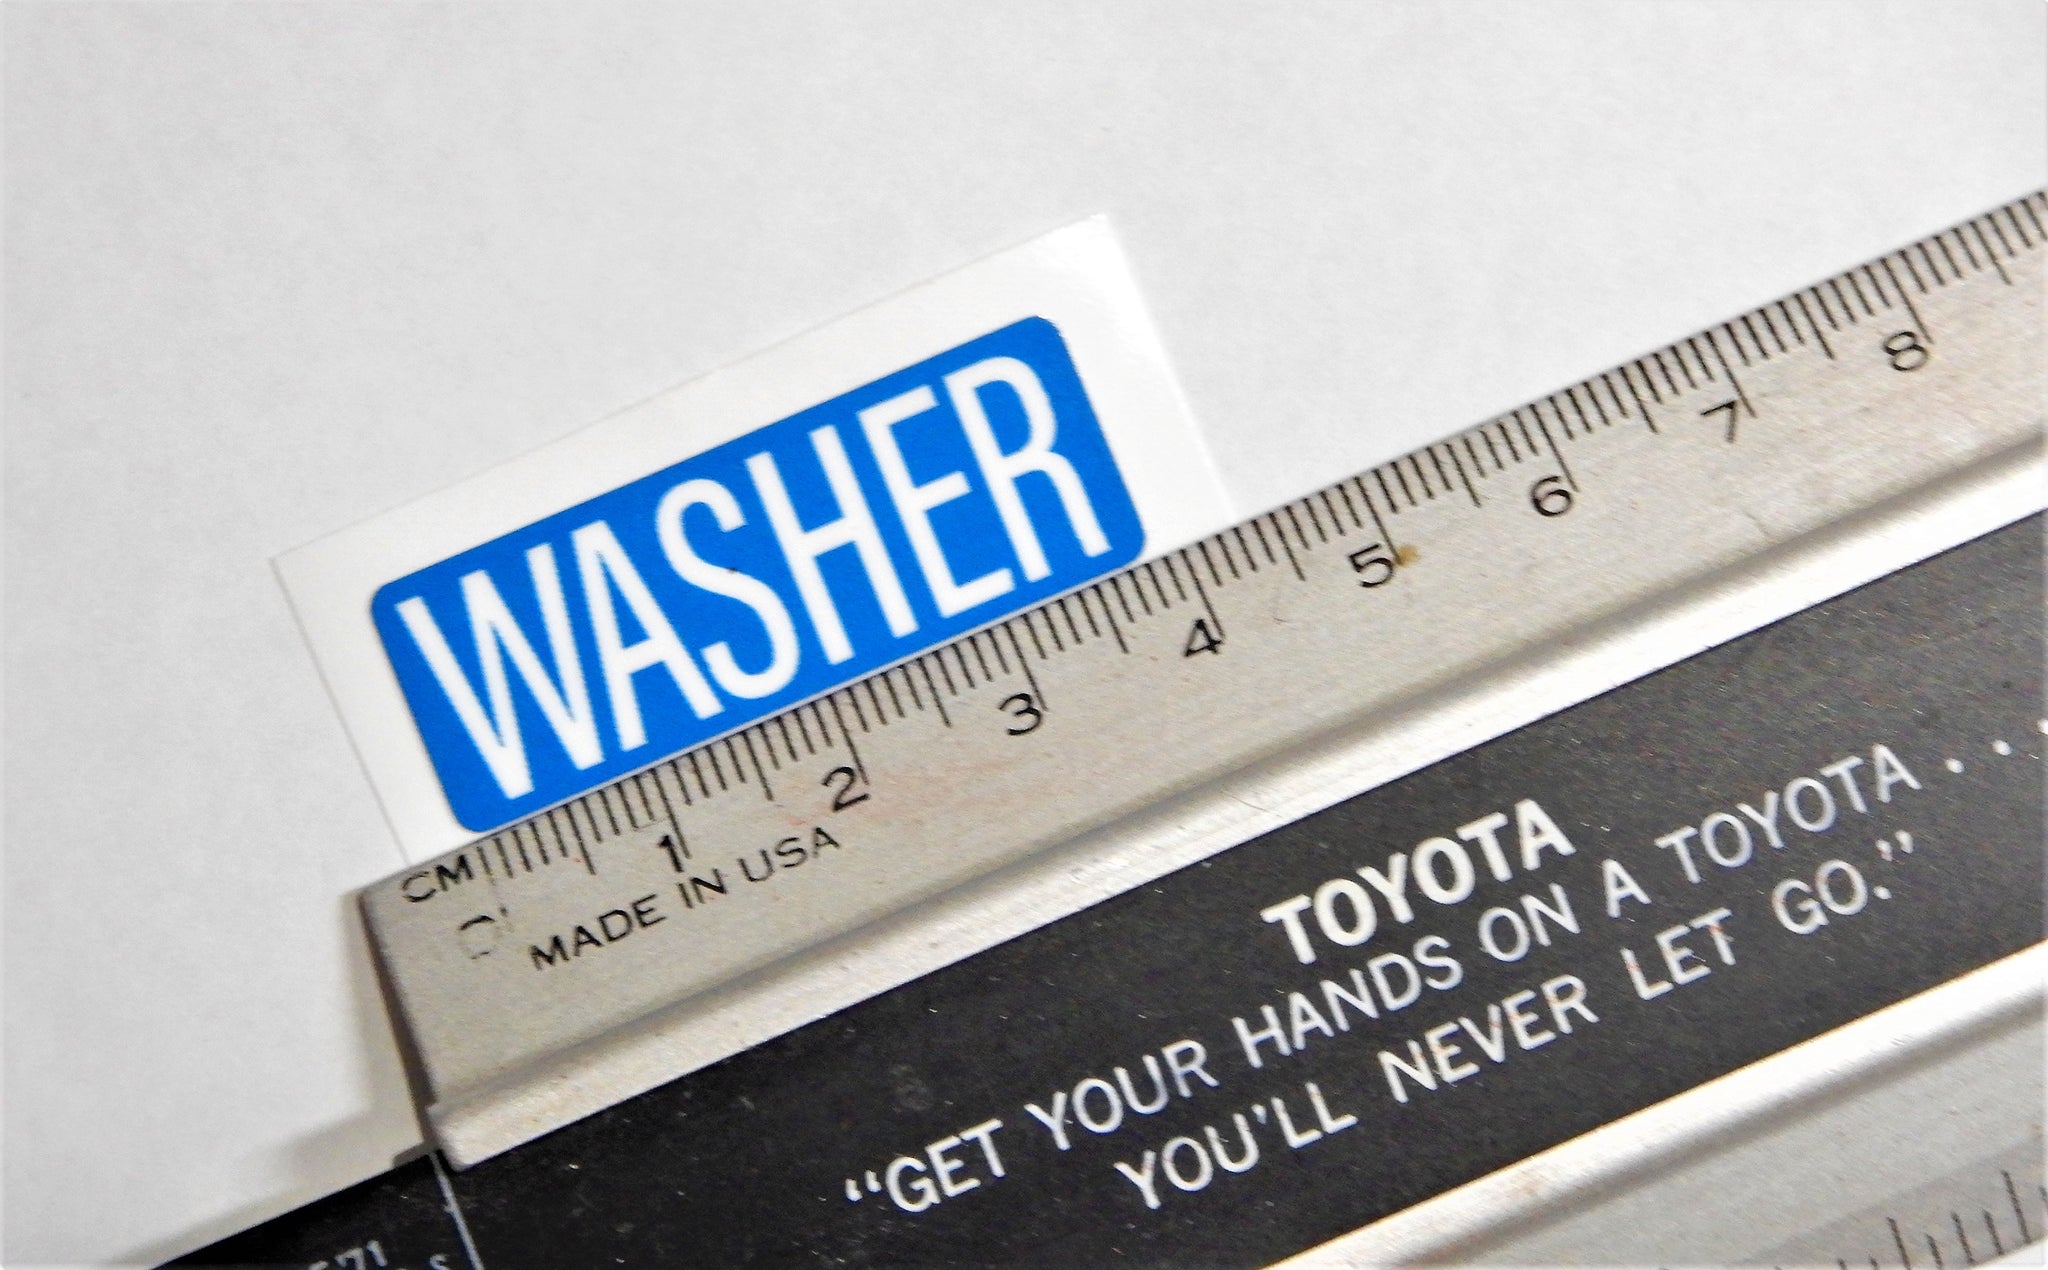 WASHER
CM 1 2 3 4 5 6 7 8
MADE IN USA
TOYOTA
“GET YOUR HANDS ON A TOYOTA . . .
YOU'LL NEVER LET GO.”